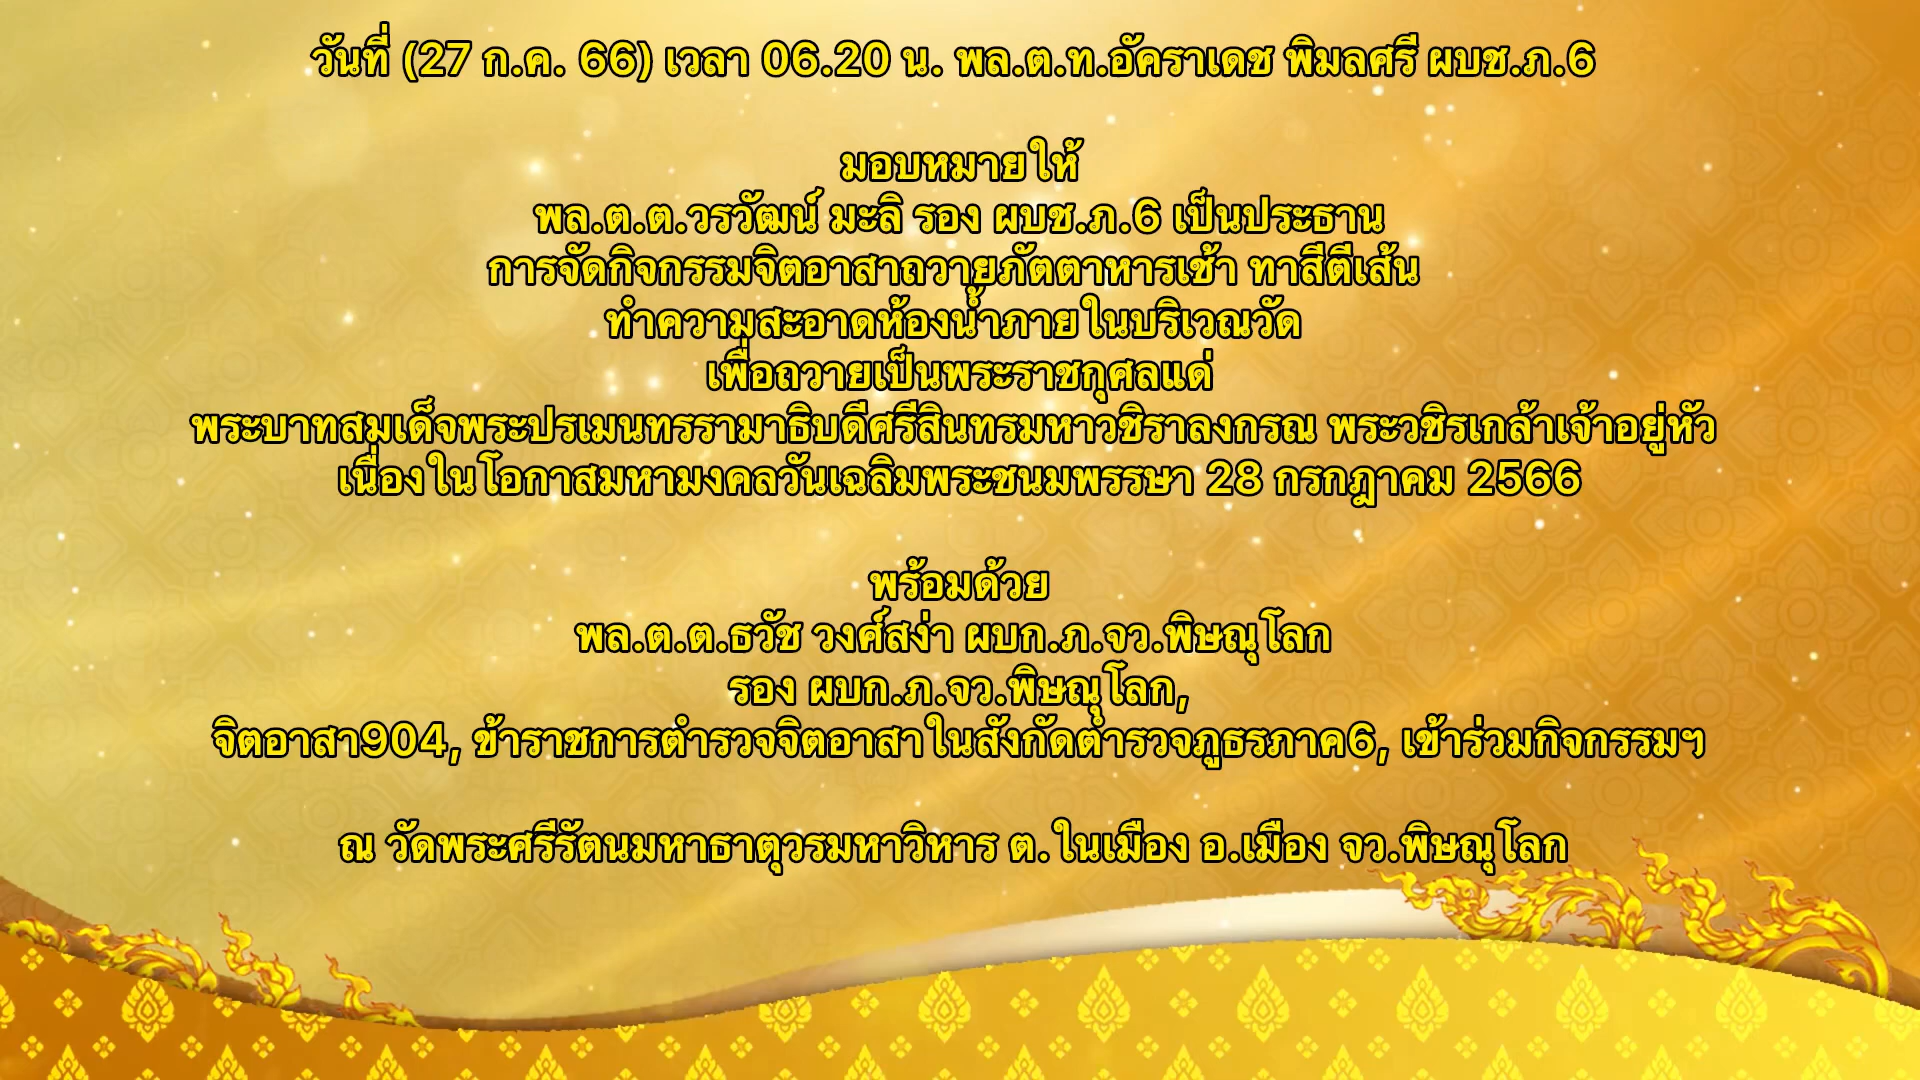 วันที่ (27 ก.ค. 66) เวลา 06.20 น. พล.ต.ท.อัคราเดช พิมลศรี ผบช.ภ.6
มอบหมายให้
พล.ต.ต.วรวัฒน์ มะลิ รอง ผบช.ภ.6 เป็นประธาน
การจัดกิจกรรมจิตอาสาถวายภัตตาหารเช้า ทาสีตีเส้น
ทำความสะอาดห้องน้ำภายในบริเวณวัด
เพื่อถวายเป็นพระราชกุศลแด่
พระบาทสมเด็จพระปรเมนทรรามาธิบดีศรีสินทรมหาวชิราลงกรณ พระวชิรเกล้าเจ้าอยู่หัว
เนื่องในโอกาสมหามงคลวันเฉลิมพระชนมพรรษา 28 กรกฎาคม 2566
พร้อมด้วย
พล.ต.ต.ธวัช วงศ์สง่า ผบก.ภ.จว.พิษณุโลก
รอง ผบก.ภ.จว.พิษณุโลก,
จิตอาสา904, ข้าราชการตำรวจจิตอาสาในสังกัดตำรวจภูธรภาค6, เข้าร่วมกิจกรรมฯ
ณ วัดพระศรีรัตนมหาธาตุวรมหาวิหาร ต.ในเมือง อ.เมือง จว.พิษณุโลก